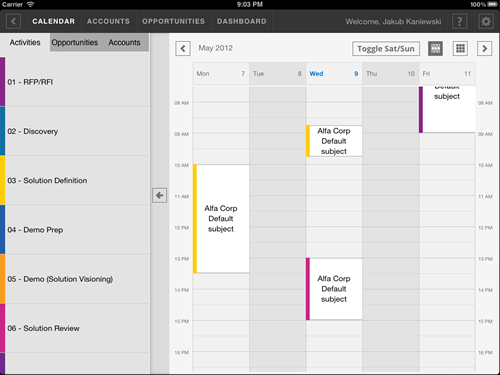 Carrier 9:03 PM 100%
CALENDAR ACCOUNTS OPPORTUNITIES DASHBOARD Welcome, Jakub Kaniewski ?
Activities Opportunities Accounts
01 - RFP/RFI
02 - Discovery
03 - Solution Definition
04 - Demo Prep
05 - Demo (Solution Visioning)
06 - Solution Review
May 2012 Toggle Sat/Sun
Mon 7 Tue 8 Wed 9 Thu 10 Fri 11
08 AM 08 AM
09 AM 09 AM
10 AM 10 AM
11 AM 11 AM
12 PM 12 PM
13 PM 13 PM
14 PM 14 PM
15 PM 15 PM
16 PM 16 PM
Alfa Corp
Default
subject
Alfa Corp
Default
subject
Alfa Corp
Default
subject
Default
subject